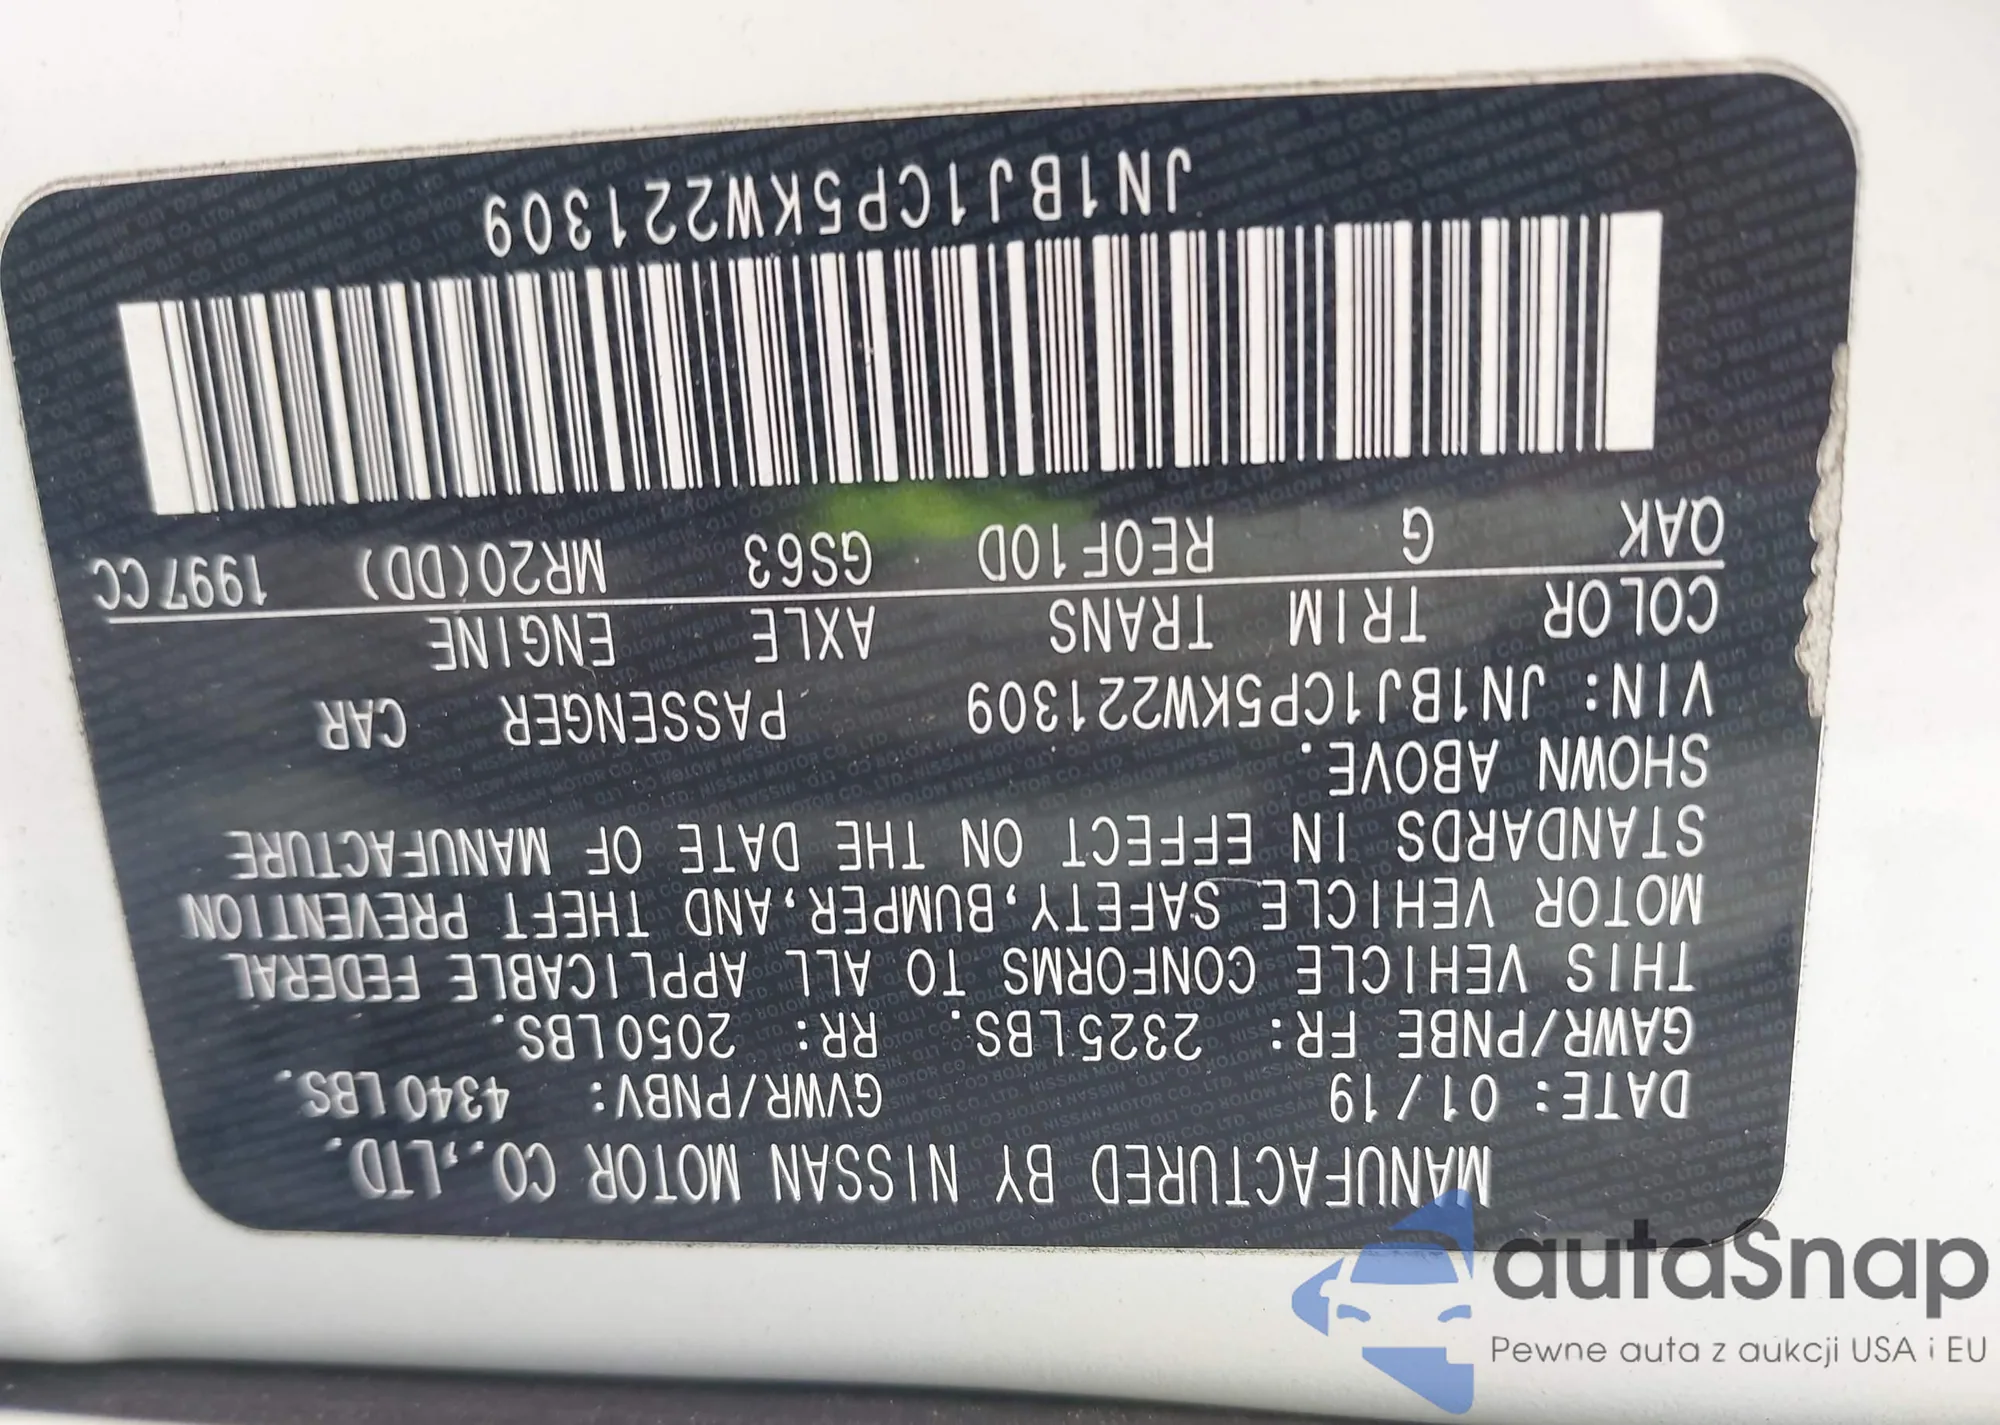 MANUFACTURED BY NISSAN MOTOR CO.,LTD.
DATE: 01/19 GVWR/PNBV: 4340LBS.
GAWR/PNBE FR: 2325LBS. RR: 2050LBS.
THIS VEHICLE CONFORMS TO ALL APPLICABLE FEDERAL
MOTOR VEHICLE SAFETY,BUMPER,AND THEFT PREVENTION
STANDARDS IN EFFECT ON THE DATE OF MANUFACTURE
SHOWN ABOVE.
VIN: JN1BJ1CP5KW221309 PASSENGER CAR
COLOR TRIM TRANS AXLE ENGINE
QAK G RE0F10D GS63 MR20(DD) 1997CC
JN1BJ1CP5KW221309
autaSnap
Pewne auta z aukcji USA i EU